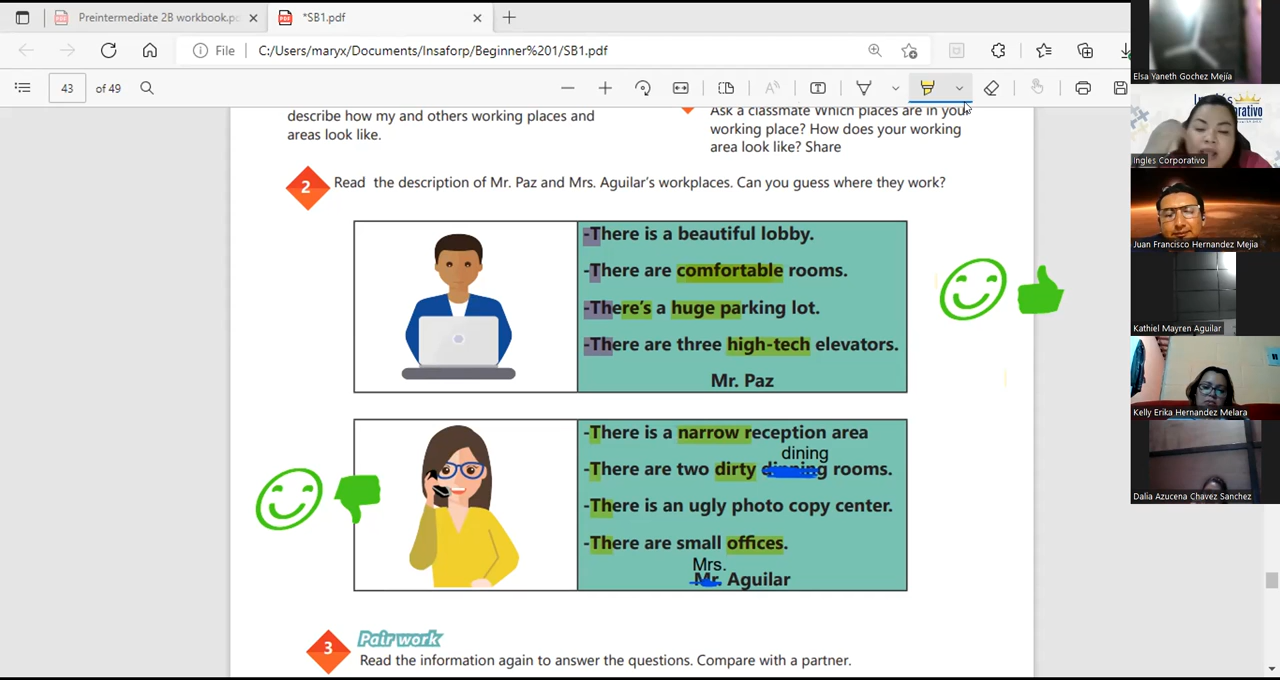 Preintermediate 2B workbook.pd
*SB1.pdf
File
C:/Users/maryx/Documents/Insaforp/Beginner%201/SB1.pdf
43
of 49
describe how my and others working places and
areas look like.
Ask a classmate Which places are in your
working place? How does your working
area look like? Share
2
Read the description of Mr. Paz and Mrs. Aguilar's workplaces. Can you guess where they work?
-There is a beautiful lobby.
-There are comfortable rooms.
-There's a huge parking lot.
-There are three high-tech elevators.
Mr. Paz
-There is a narrow reception area
dining
-There are two dirty dinning rooms.
-There is an ugly photo copy center.
-There are small offices.
Mrs.
Mr. Aguilar
3
Pair work
Read the information again to answer the questions. Compare with a partner.
Elsa Yaneth Gochez Mejía
Ingles Corporativo
Juan Francisco Hernandez Mejia
Kathiel Mayren Aguilar
Kelly Erika Hernandez Melara
Dalia Azucena Chavez Sanchez